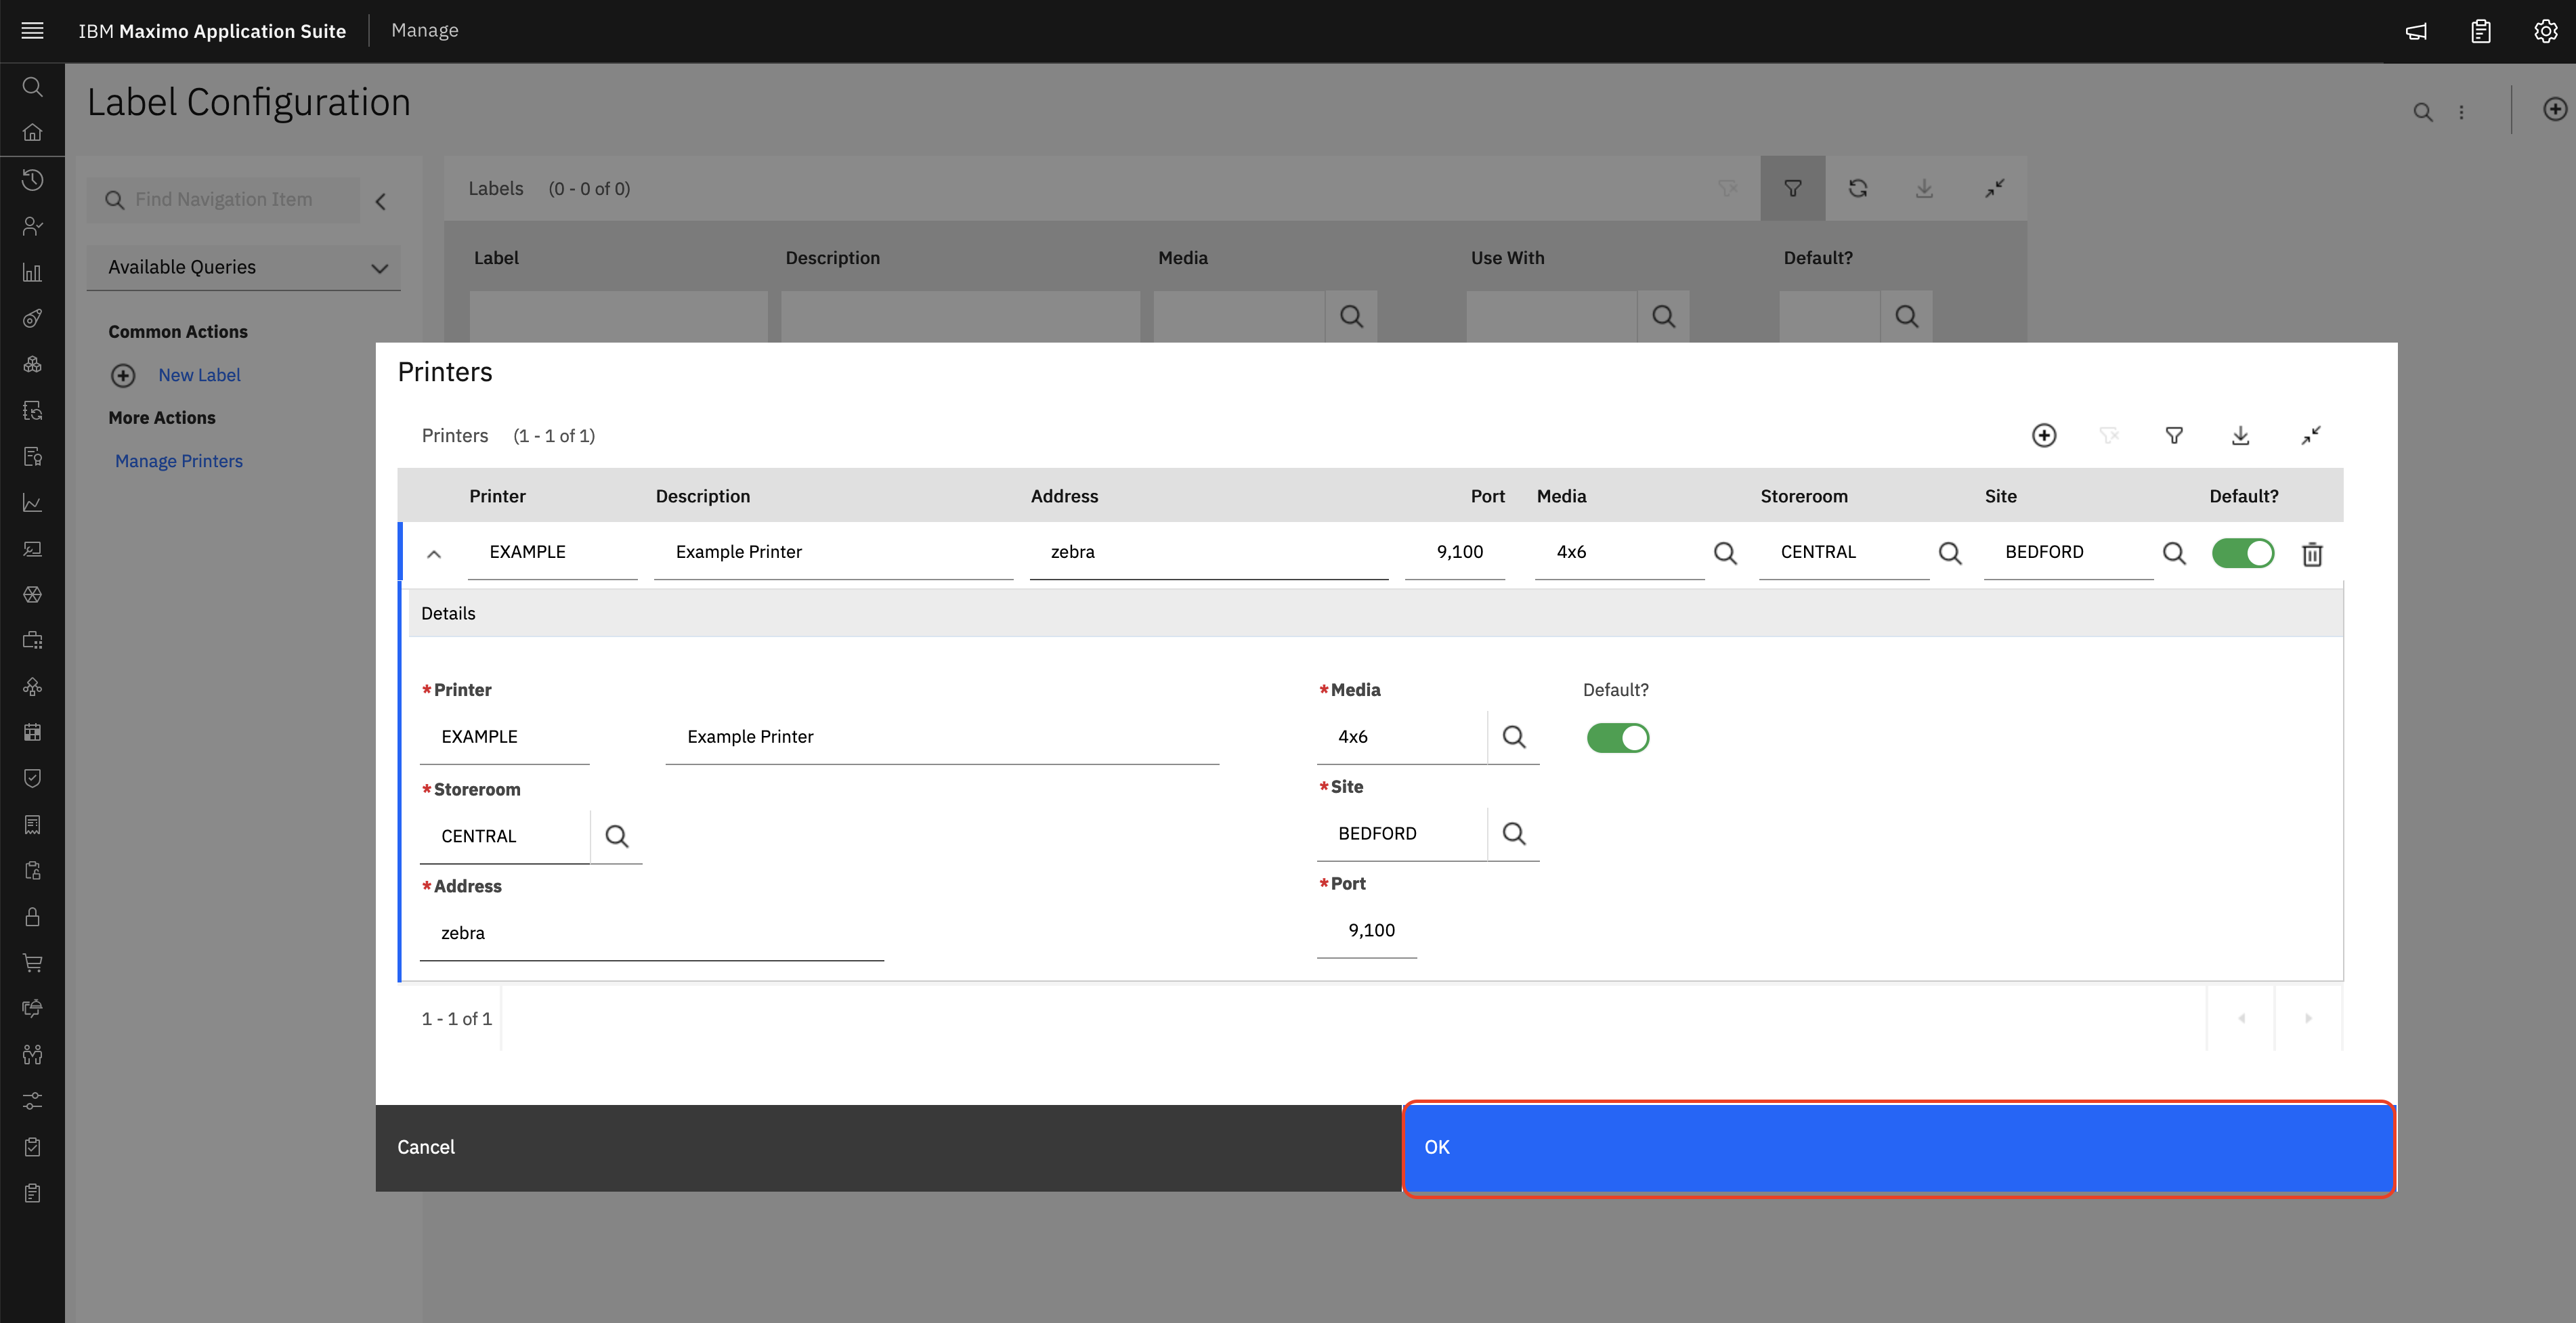 IBM Maximo Application Suite Manage
Label Configuration
Find Navigation Item
Available Queries
Common Actions
New Label
More Actions
Manage Printers
Labels (0 - 0 of 0)
Label Description Media Use With Default?
Printers
Printers (1 - 1 of 1)
Printer Description Address Port Media Storeroom Site Default?
EXAMPLE Example Printer zebra 9,100 4x6 CENTRAL BEDFORD
Details
*Printer *Media Default?
EXAMPLE Example Printer 4x6
*Storeroom *Site
CENTRAL BEDFORD
*Address *Port
zebra 9,100
1 - 1 of 1
Cancel OK